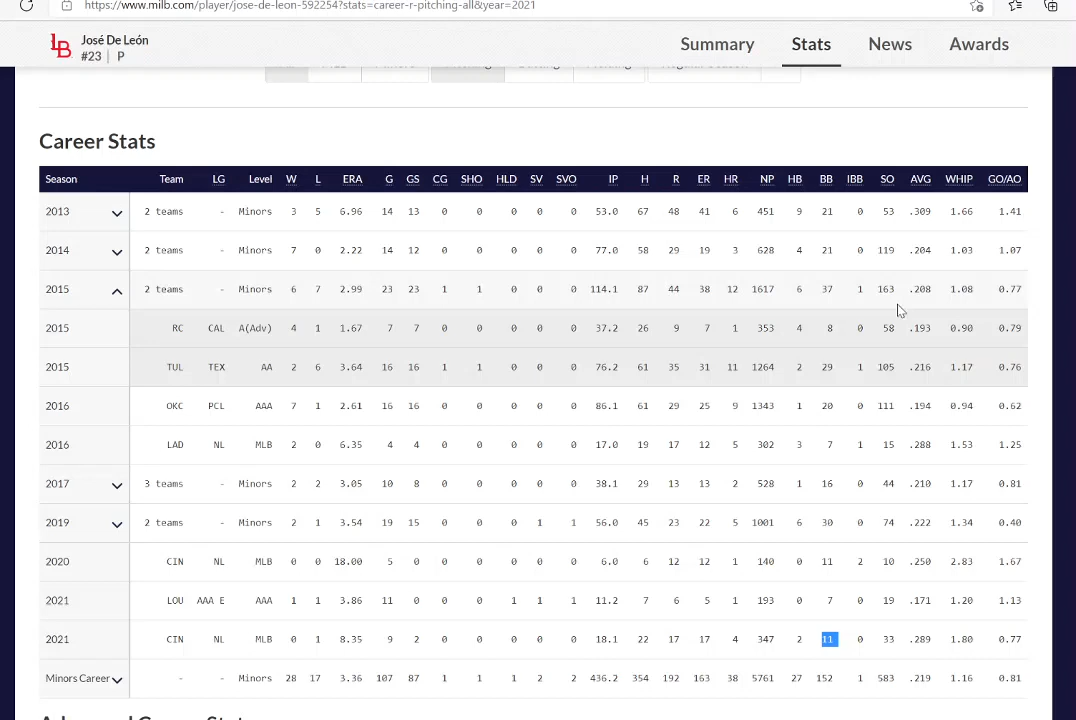 https://www.milb.com/player/jose-de-leon-592254?stats=career-r-pitching-all&year=2021
LB José De León
#23 | P
Summary Stats News Awards
Career Stats
Season Team LG Level W L ERA G GS CG SHO HLD SV SVO IP H R ER HR NP HB BB IBB SO AVG WHIP GO/AO
2013 2 teams - Minors 3 5 6.96 14 13 0 0 0 0 0 53.0 67 48 41 6 451 9 21 0 53 .309 1.66 1.41
2014 2 teams - Minors 7 0 2.22 14 12 0 0 0 0 0 77.0 58 29 19 3 628 4 21 0 119 .204 1.03 1.07
2015 2 teams - Minors 6 7 2.99 23 23 1 1 0 0 0 114.1 87 44 38 12 1617 6 37 1 163 .208 1.08 0.77
2015 RC CAL A(Adv) 4 1 1.67 7 7 0 0 0 0 0 37.2 26 9 7 1 353 4 8 0 58 .193 0.90 0.79
2015 TUL TEX AA 2 6 3.64 16 16 1 1 0 0 0 76.2 61 35 31 11 1264 2 29 1 105 .216 1.17 0.76
2016 OKC PCL AAA 7 1 2.61 16 16 0 0 0 0 0 86.1 61 29 25 9 1343 1 20 0 111 .194 0.94 0.62
2016 LAD NL MLB 2 0 6.35 4 4 0 0 0 0 0 17.0 19 17 12 5 302 3 7 1 15 .288 1.53 1.25
2017 3 teams - Minors 2 2 3.05 10 8 0 0 0 0 0 38.1 29 13 13 2 528 1 16 0 44 .210 1.17 0.81
2019 2 teams - Minors 2 1 3.54 19 15 0 0 0 1 1 56.0 45 23 22 5 1001 6 30 0 74 .222 1.34 0.40
2020 CIN NL MLB 0 0 18.00 5 0 0 0 0 0 0 6.0 6 12 12 1 140 0 11 2 10 .250 2.83 1.67
2021 LOU AAA E AAA 1 1 3.86 11 0 0 0 1 1 1 11.2 7 6 5 1 193 0 7 0 19 .171 1.20 1.13
2021 CIN NL MLB 0 1 8.35 9 2 0 0 0 0 0 18.1 22 17 17 4 347 2 11 0 33 .289 1.80 0.77
Minors Career - - Minors 28 17 3.36 107 87 1 1 1 2 2 436.2 354 192 163 38 5761 27 152 1 583 .219 1.16 0.81